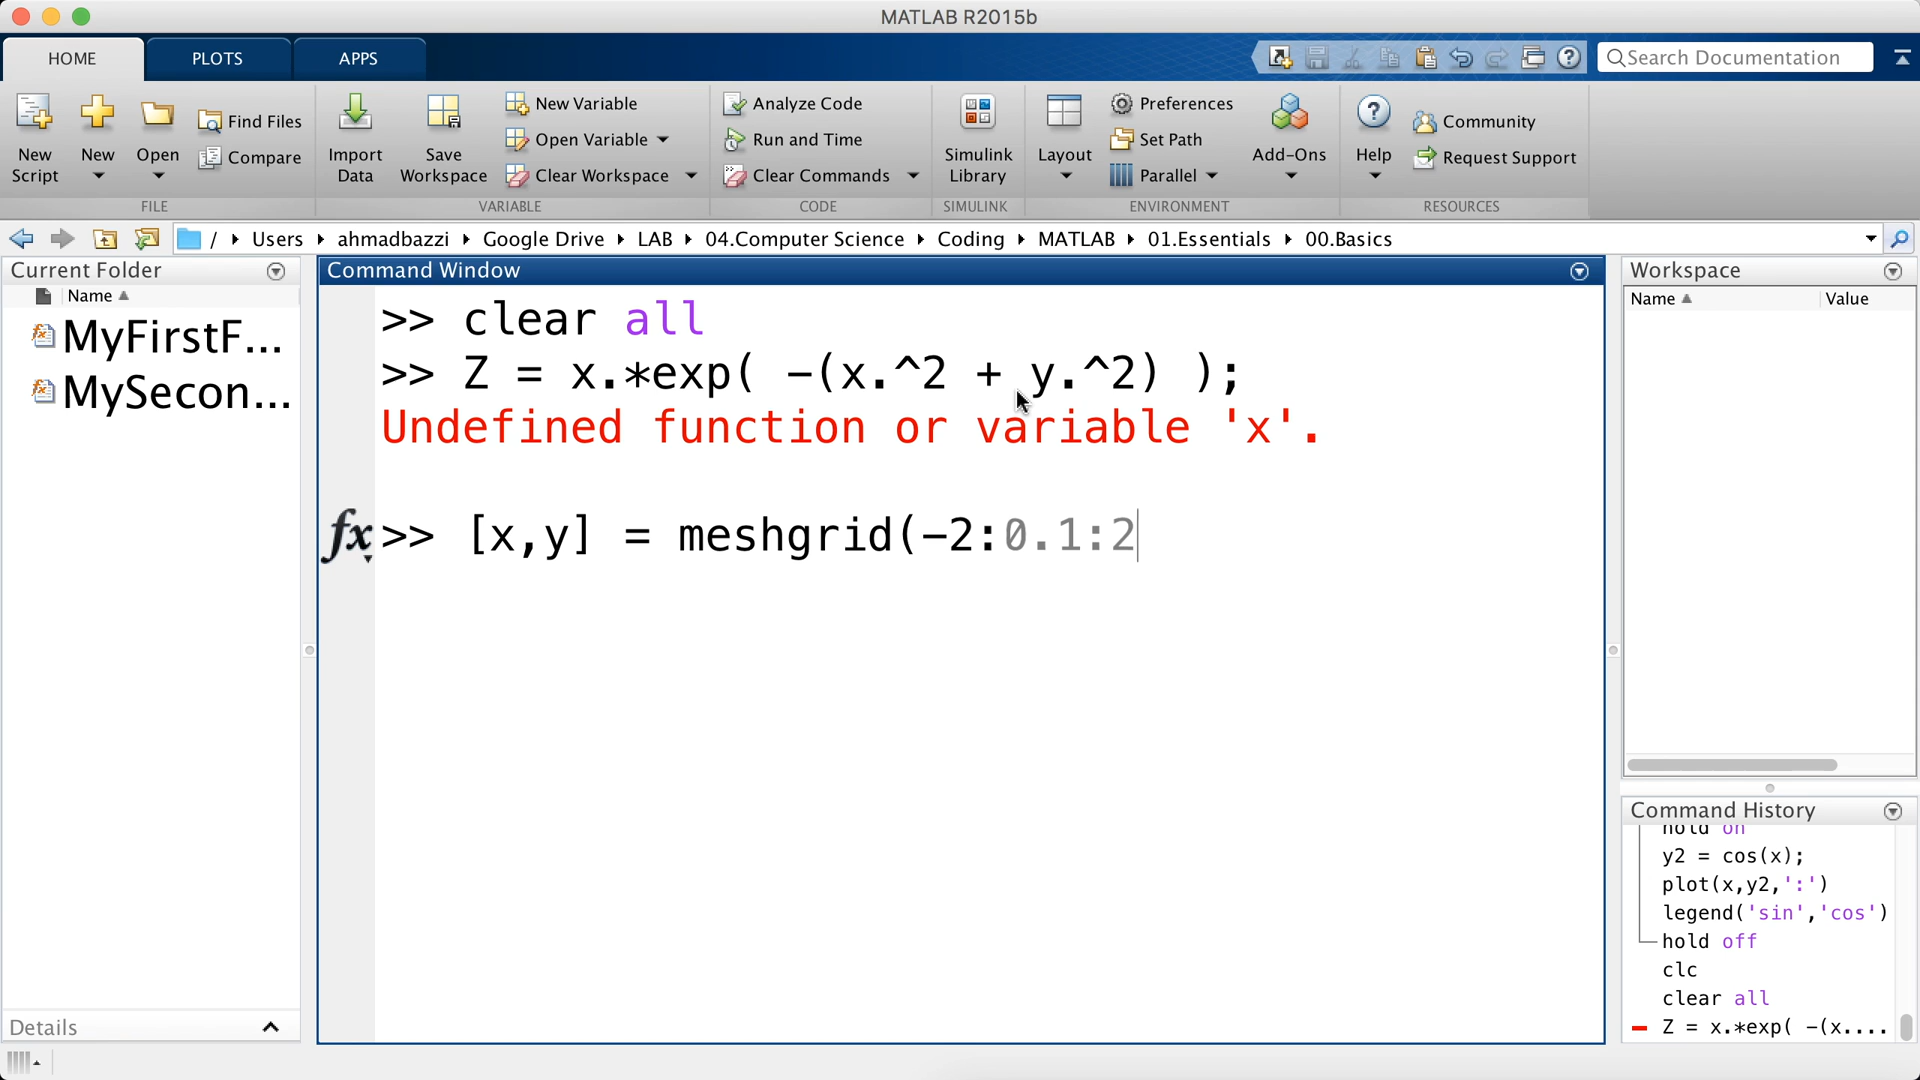 MATLAB R2015b
HOME
PLOTS
APPS
Search Documentation
New Script
New
Open
Find Files
Compare
FILE
Import Data
Save Workspace
New Variable
Open Variable
Clear Workspace
VARIABLE
Analyze Code
Run and Time
Clear Commands
CODE
Simulink Library
SIMULINK
Layout
Preferences
Set Path
Parallel
Add-Ons
ENVIRONMENT
Help
Community
Request Support
RESOURCES
/ Users ahmadbazzi Google Drive LAB 04.Computer Science Coding MATLAB 01.Essentials 00.Basics
Current Folder
Name
MyFirstF...
MySecon...
Details
Command Window
>> clear all
>> Z = x.*exp( -(x.^2 + y.^2) );
Undefined function or variable 'x'.
fx >> [x,y] = meshgrid(-2:0.1:2
Workspace
Name Value
Command History
hold on
y2 = cos(x);
plot(x,y2,':')
legend('sin','cos')
hold off
clc
clear all
Z = x.*exp( -(x....